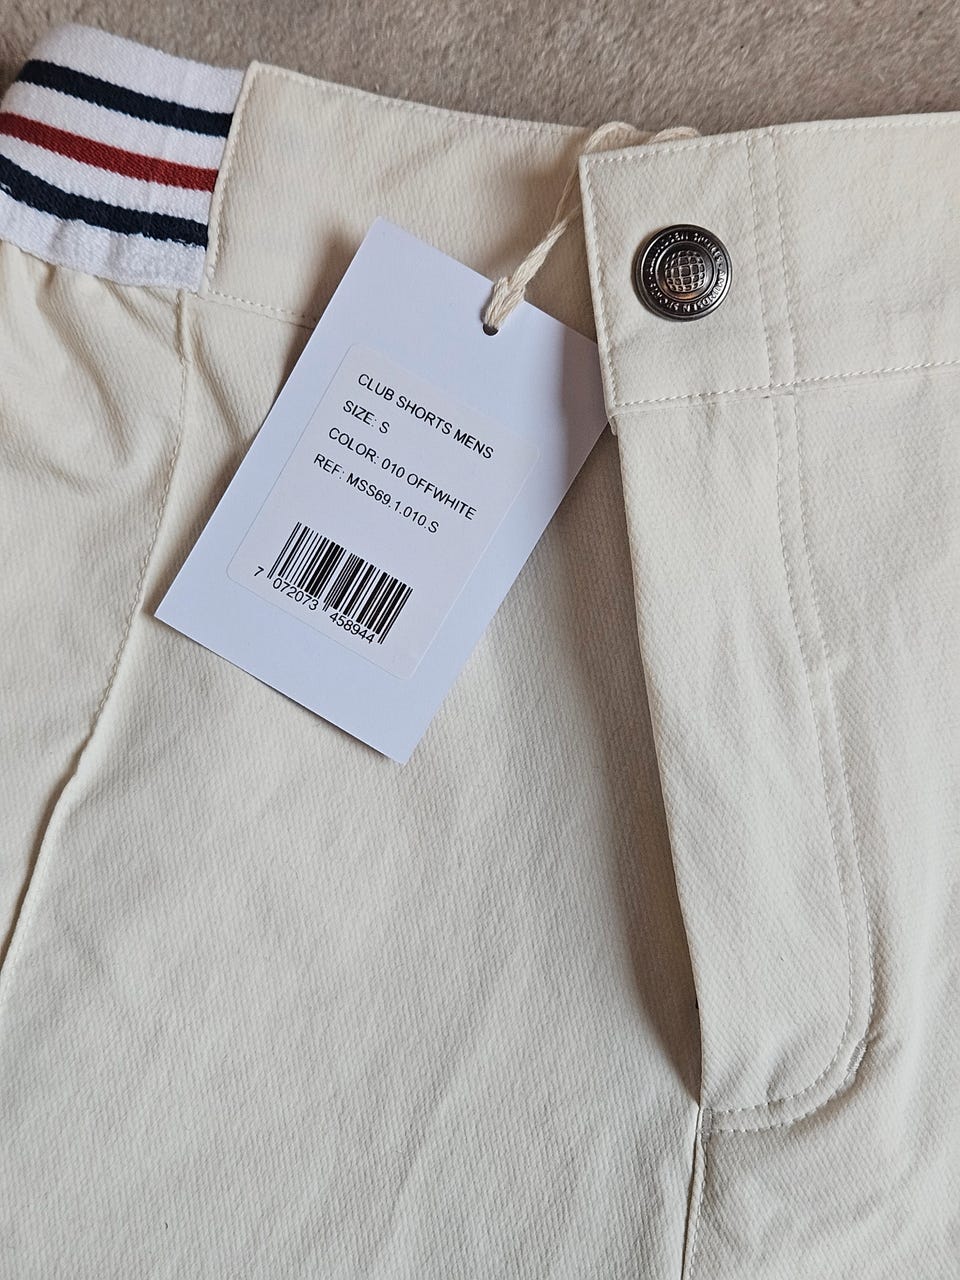 CLUB SHORTS MENS
SIZE: S
COLOR: 010 OFFWHITE
REF: MSS69.1.010.S
7 072073 458944